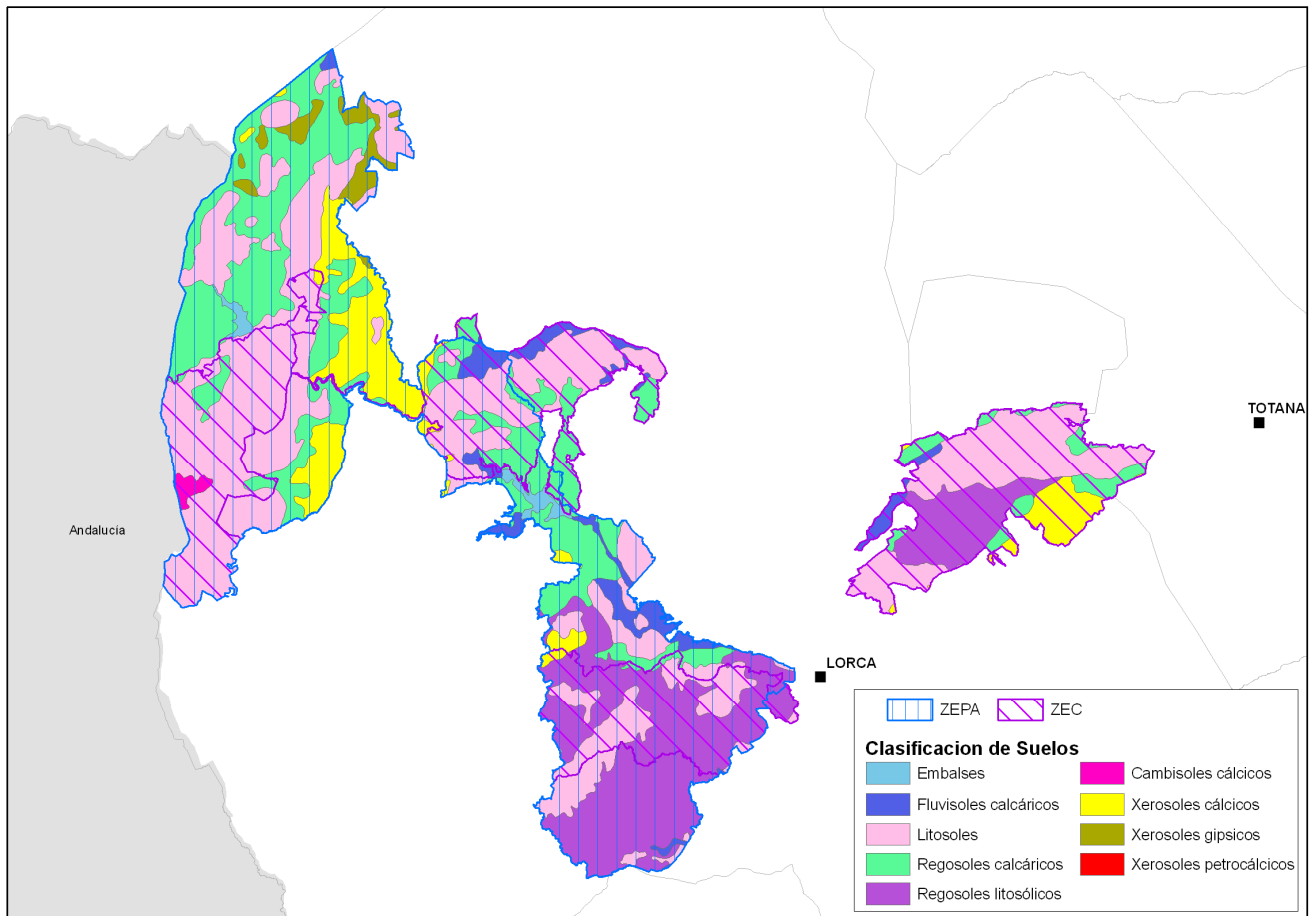 TOTANA
Andalucía
LORCA
ZEPA
ZEC
Clasificacion de Suelos
Embalses
Cambisoles cálcicos
Fluvisoles calcáricos
Xerosoles cálcicos
Litosoles
Xerosoles gipsicos
Regosoles calcáricos
Xerosoles petrocálcicos
Regosoles litosólicos